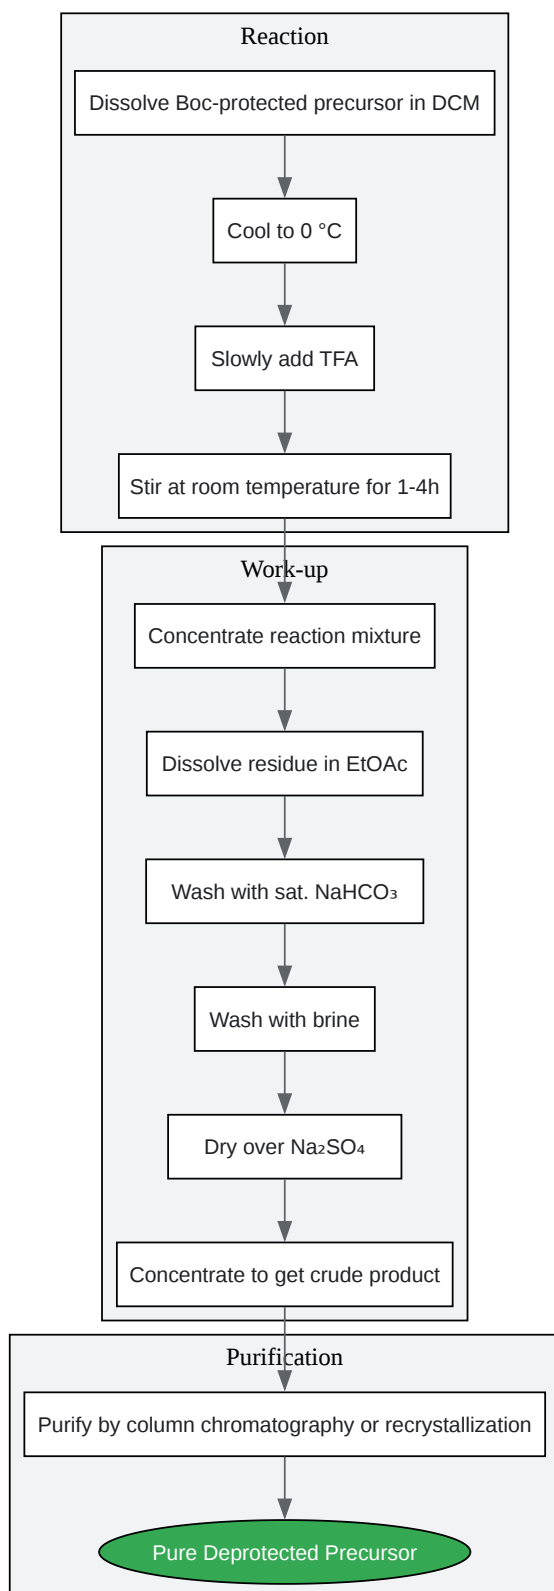 Reaction
Dissolve Boc-protected precursor in DCM
Cool to 0 °C
Slowly add TFA
Stir at room temperature for 1-4h
Work-up
Concentrate reaction mixture
Dissolve residue in EtOAc
Wash with sat. NaHCO₃
Wash with brine
Dry over Na₂SO₄
Concentrate to get crude product
Purification
Purify by column chromatography or recrystallization
Pure Deprotected Precursor